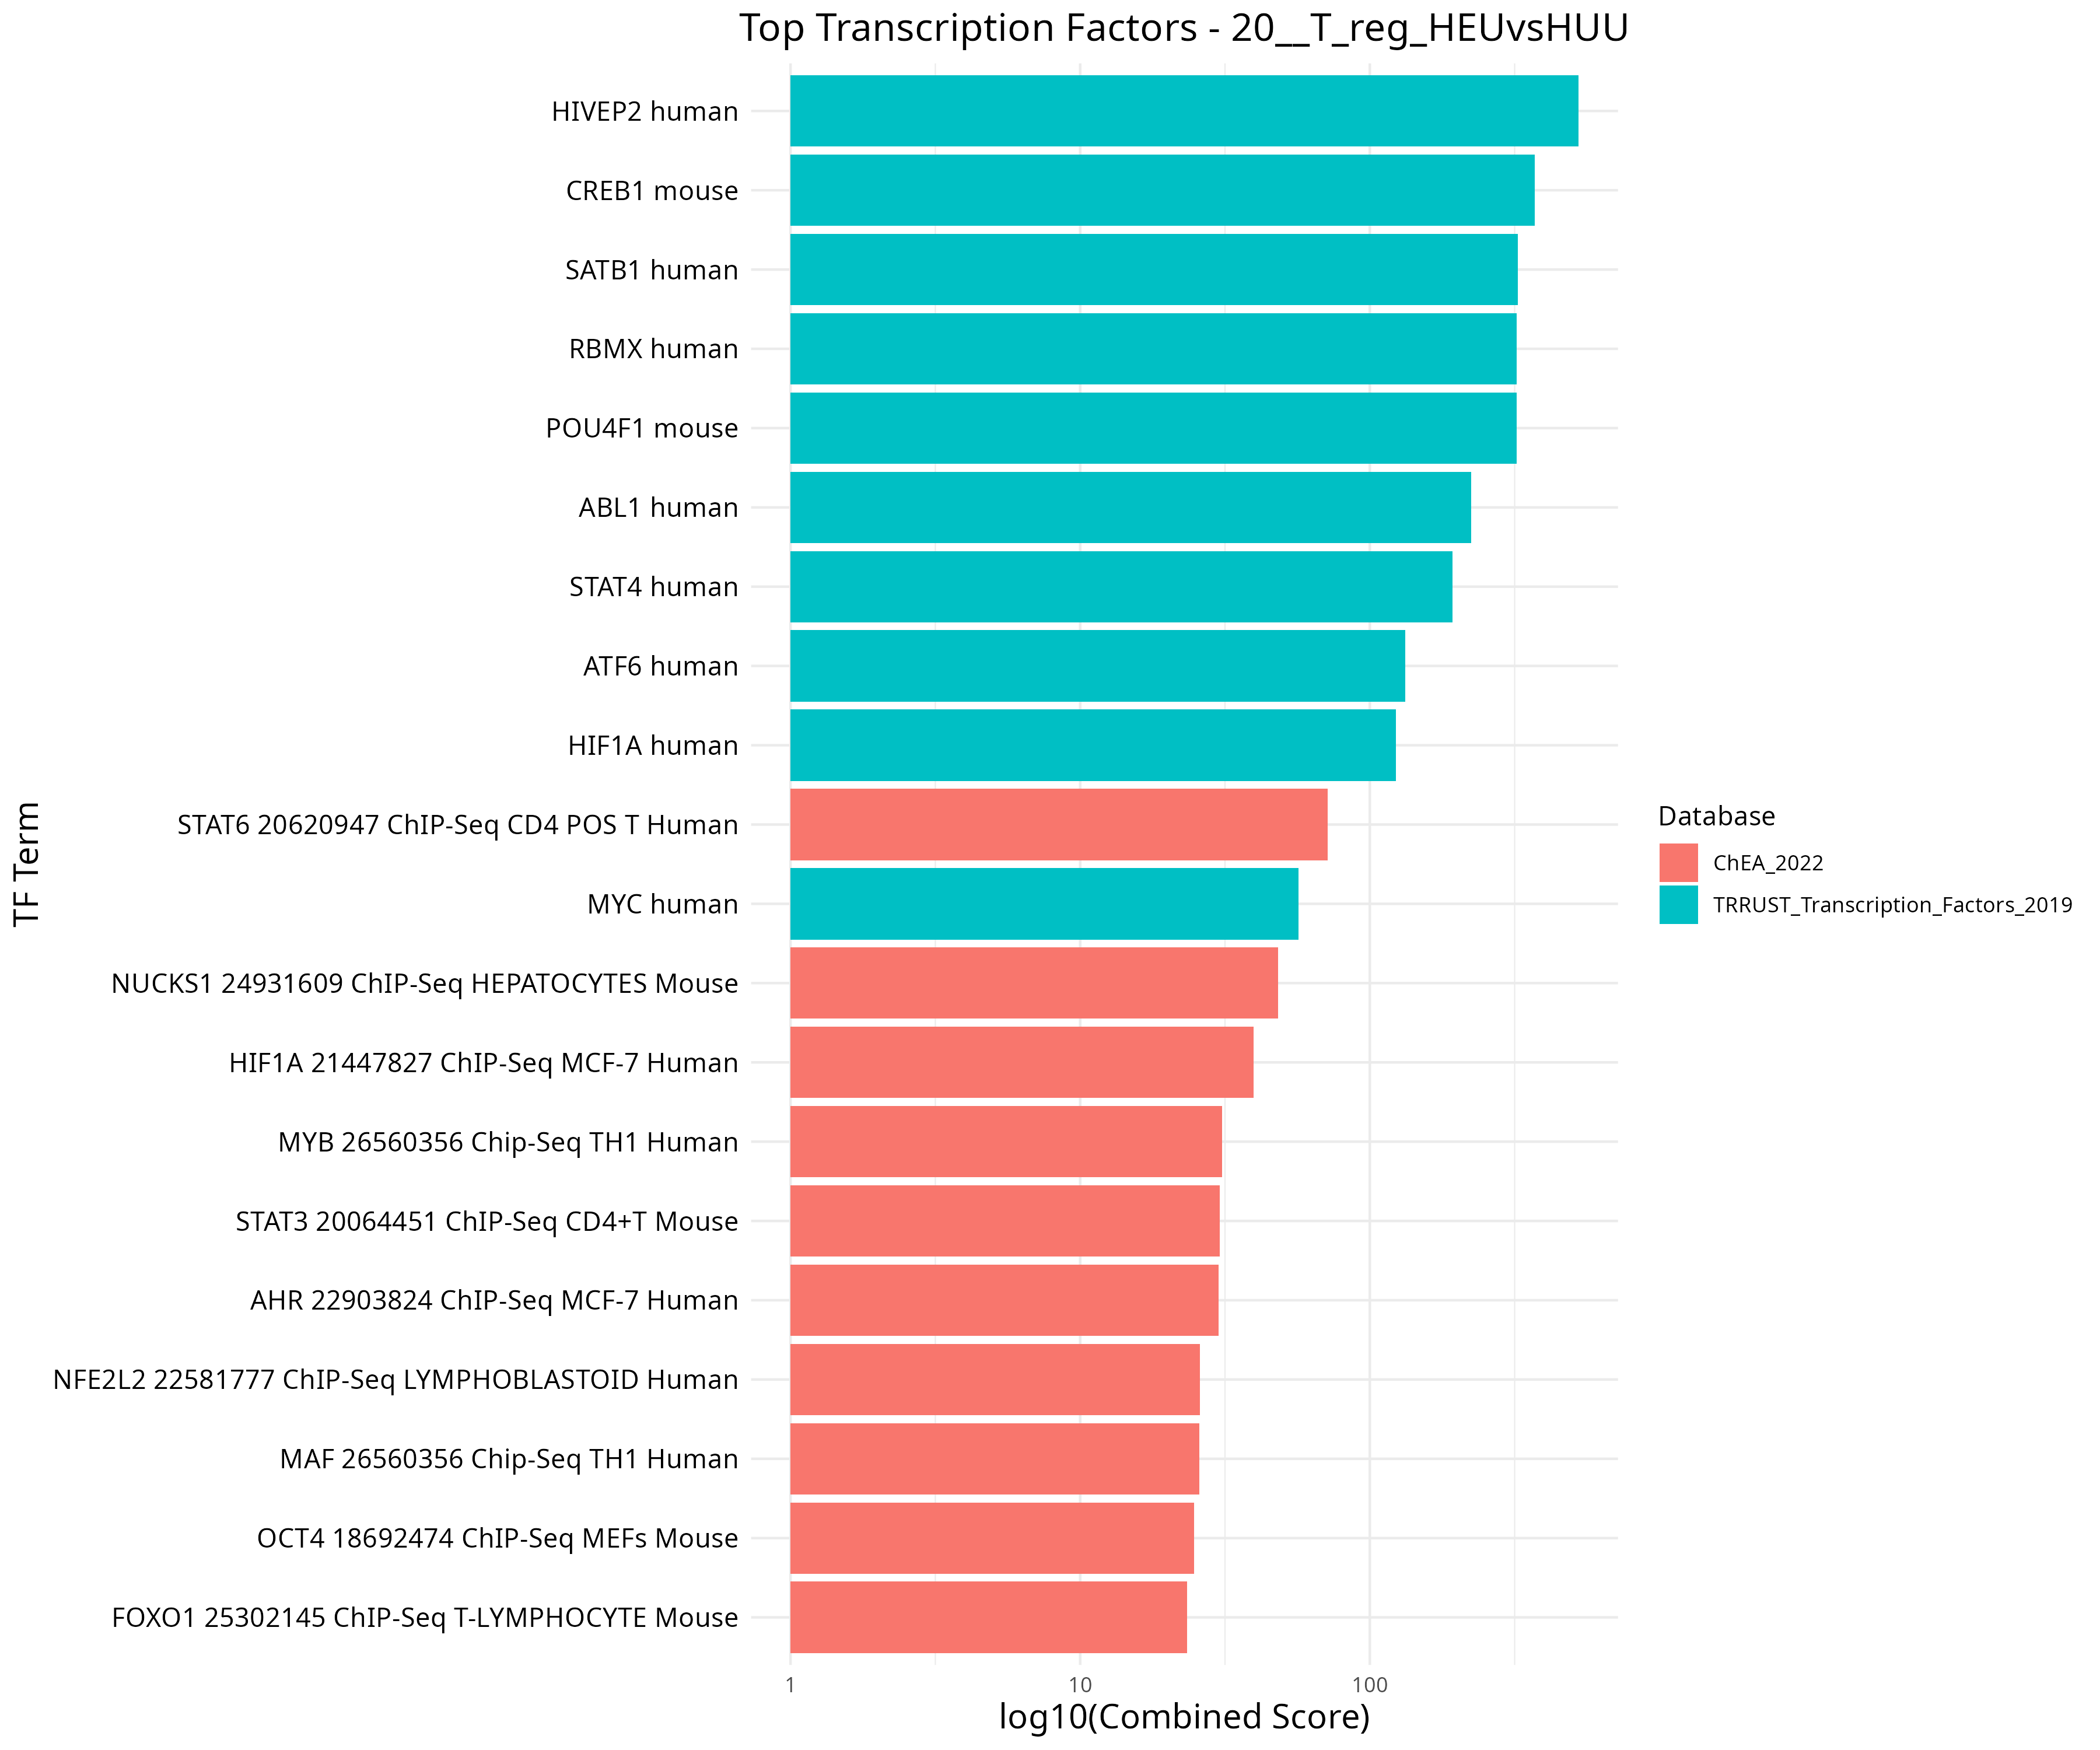 Top Transcription Factors - 20__T_reg_HEUvsHUU
HIVEP2 human
CREB1 mouse
SATB1 human
RBMX human
POU4F1 mouse
ABL1 human
STAT4 human
ATF6 human
HIF1A human
STAT6 20620947 ChIP-Seq CD4 POS T Human
MYC human
NUCKS1 24931609 ChIP-Seq HEPATOCYTES Mouse
HIF1A 21447827 ChIP-Seq MCF-7 Human
MYB 26560356 Chip-Seq TH1 Human
STAT3 20064451 ChIP-Seq CD4+T Mouse
AHR 22903824 ChIP-Seq MCF-7 Human
NFE2L2 22581777 ChIP-Seq LYMPHOBLASTOID Human
MAF 26560356 Chip-Seq TH1 Human
OCT4 18692474 ChIP-Seq MEFs Mouse
FOXO1 25302145 ChIP-Seq T-LYMPHOCYTE Mouse
TF Term
1 10 100
log10(Combined Score)
Database
ChEA_2022
TRRUST_Transcription_Factors_2019